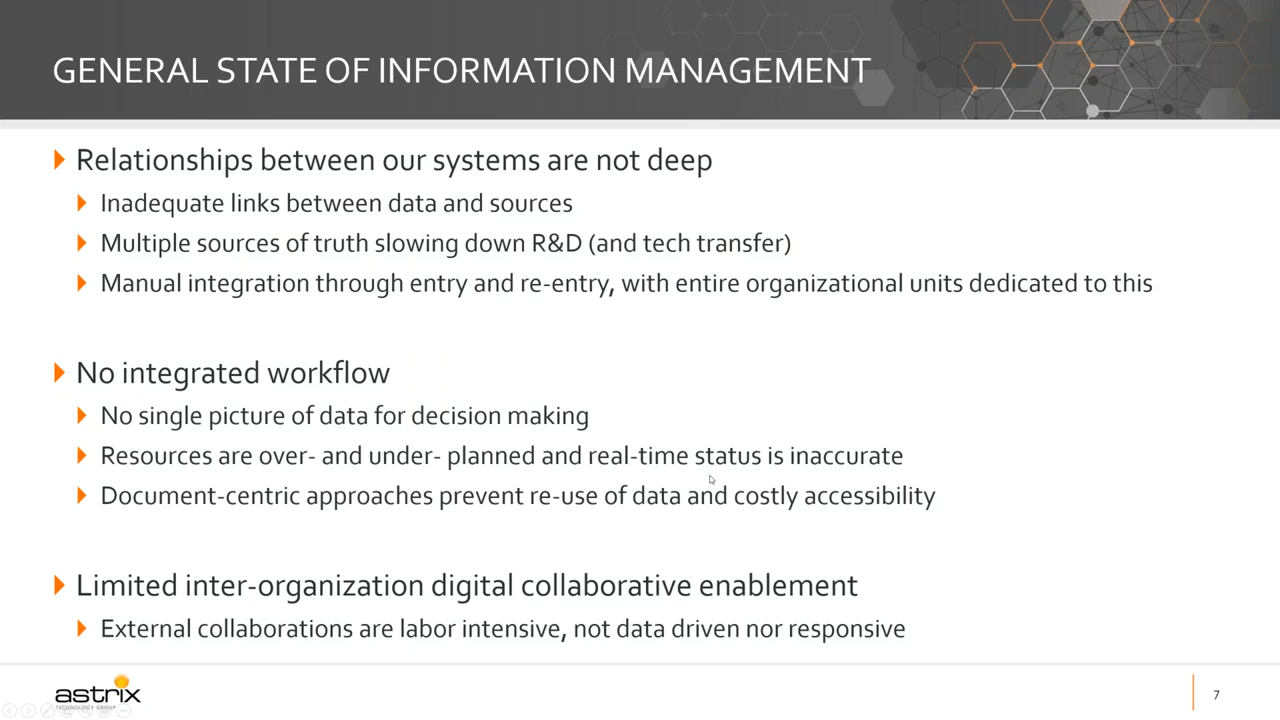 GENERAL STATE OF INFORMATION MANAGEMENT
Relationships between our systems are not deep
Inadequate links between data and sources
Multiple sources of truth slowing down R&D (and tech transfer)
Manual integration through entry and re-entry, with entire organizational units dedicated to this
No integrated workflow
No single picture of data for decision making
Resources are over- and under- planned and real-time status is inaccurate
Document-centric approaches prevent re-use of data and costly accessibility
Limited inter-organization digital collaborative enablement
External collaborations are labor intensive, not data driven nor responsive
astrix
TECHNOLOGY GROUP
7